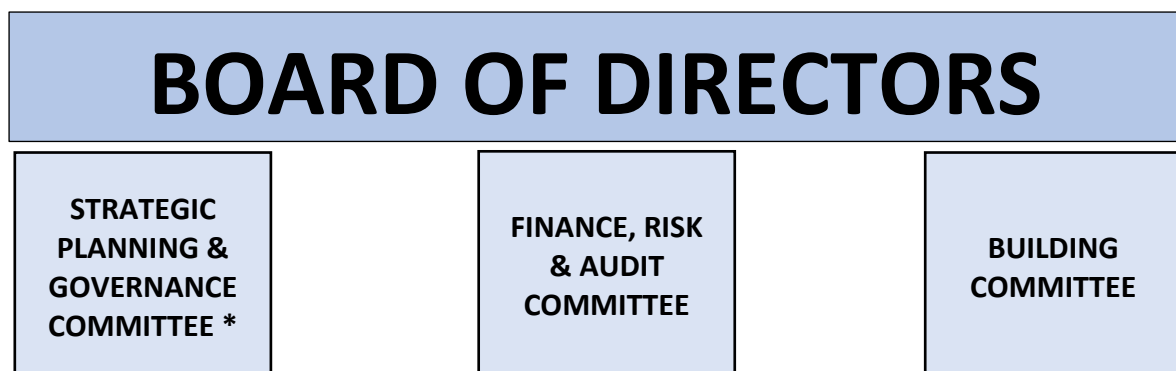 BOARD OF DIRECTORS
STRATEGIC
PLANNING &
GOVERNANCE
COMMITTEE *
FINANCE, RISK
& AUDIT
COMMITTEE
BUILDING
COMMITTEE